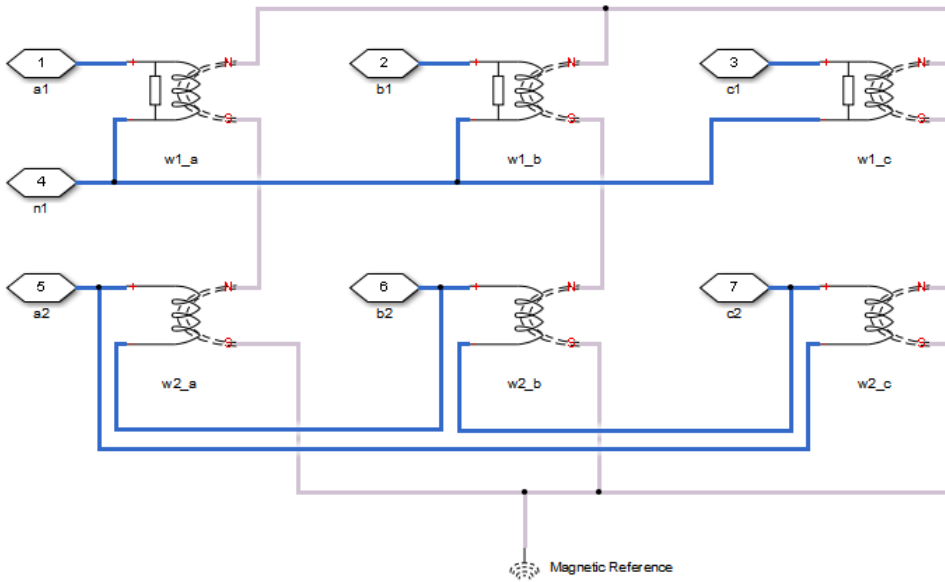 1 2 3
+ N + N +
a1 b1 c1
S S S
w1_a w1_b w1_c
4
n1
5 6 7
+ N + N + N
a2 b2 c2
S S S
w2_a w2_b w2_c
Magnetic Reference